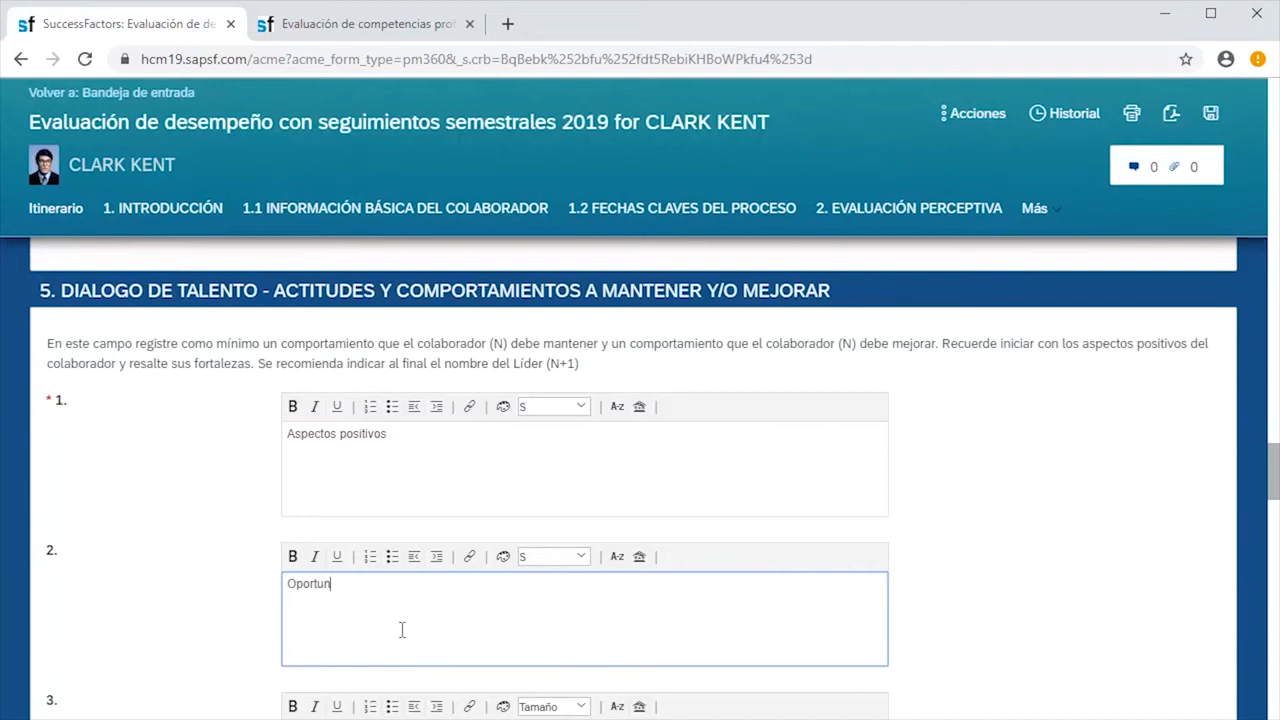 SuccessFactors: Evaluación de de
Evaluación de competencias prof
hcm19.sapsf.com/acme?acme_form_type=pm360&_s.crb=BqBebk%252bfu%252fdt5RebiKHBoWPkfu4%253d
Volver a: Bandeja de entrada
Evaluación de desempeño con seguimientos semestrales 2019 for CLARK KENT
Acciones
Historial
CLARK KENT
0
0
Itinerario
1. INTRODUCCIÓN
1.1 INFORMACIÓN BÁSICA DEL COLABORADOR
1.2 FECHAS CLAVES DEL PROCESO
2. EVALUACIÓN PERCEPTIVA
Más
5. DIALOGO DE TALENTO - ACTITUDES Y COMPORTAMIENTOS A MANTENER Y/O MEJORAR
En este campo registre como mínimo un comportamiento que el colaborador (N) debe mantener y un comportamiento que el colaborador (N) debe mejorar. Recuerde iniciar con los aspectos positivos del
colaborador y resalte sus fortalezas. Se recomienda indicar al final el nombre del Líder (N+1)
* 1.
B I U S A-z
Aspectos positivos
2.
B I U S A-z
Oportun
3.
B I U Tamaño A-z